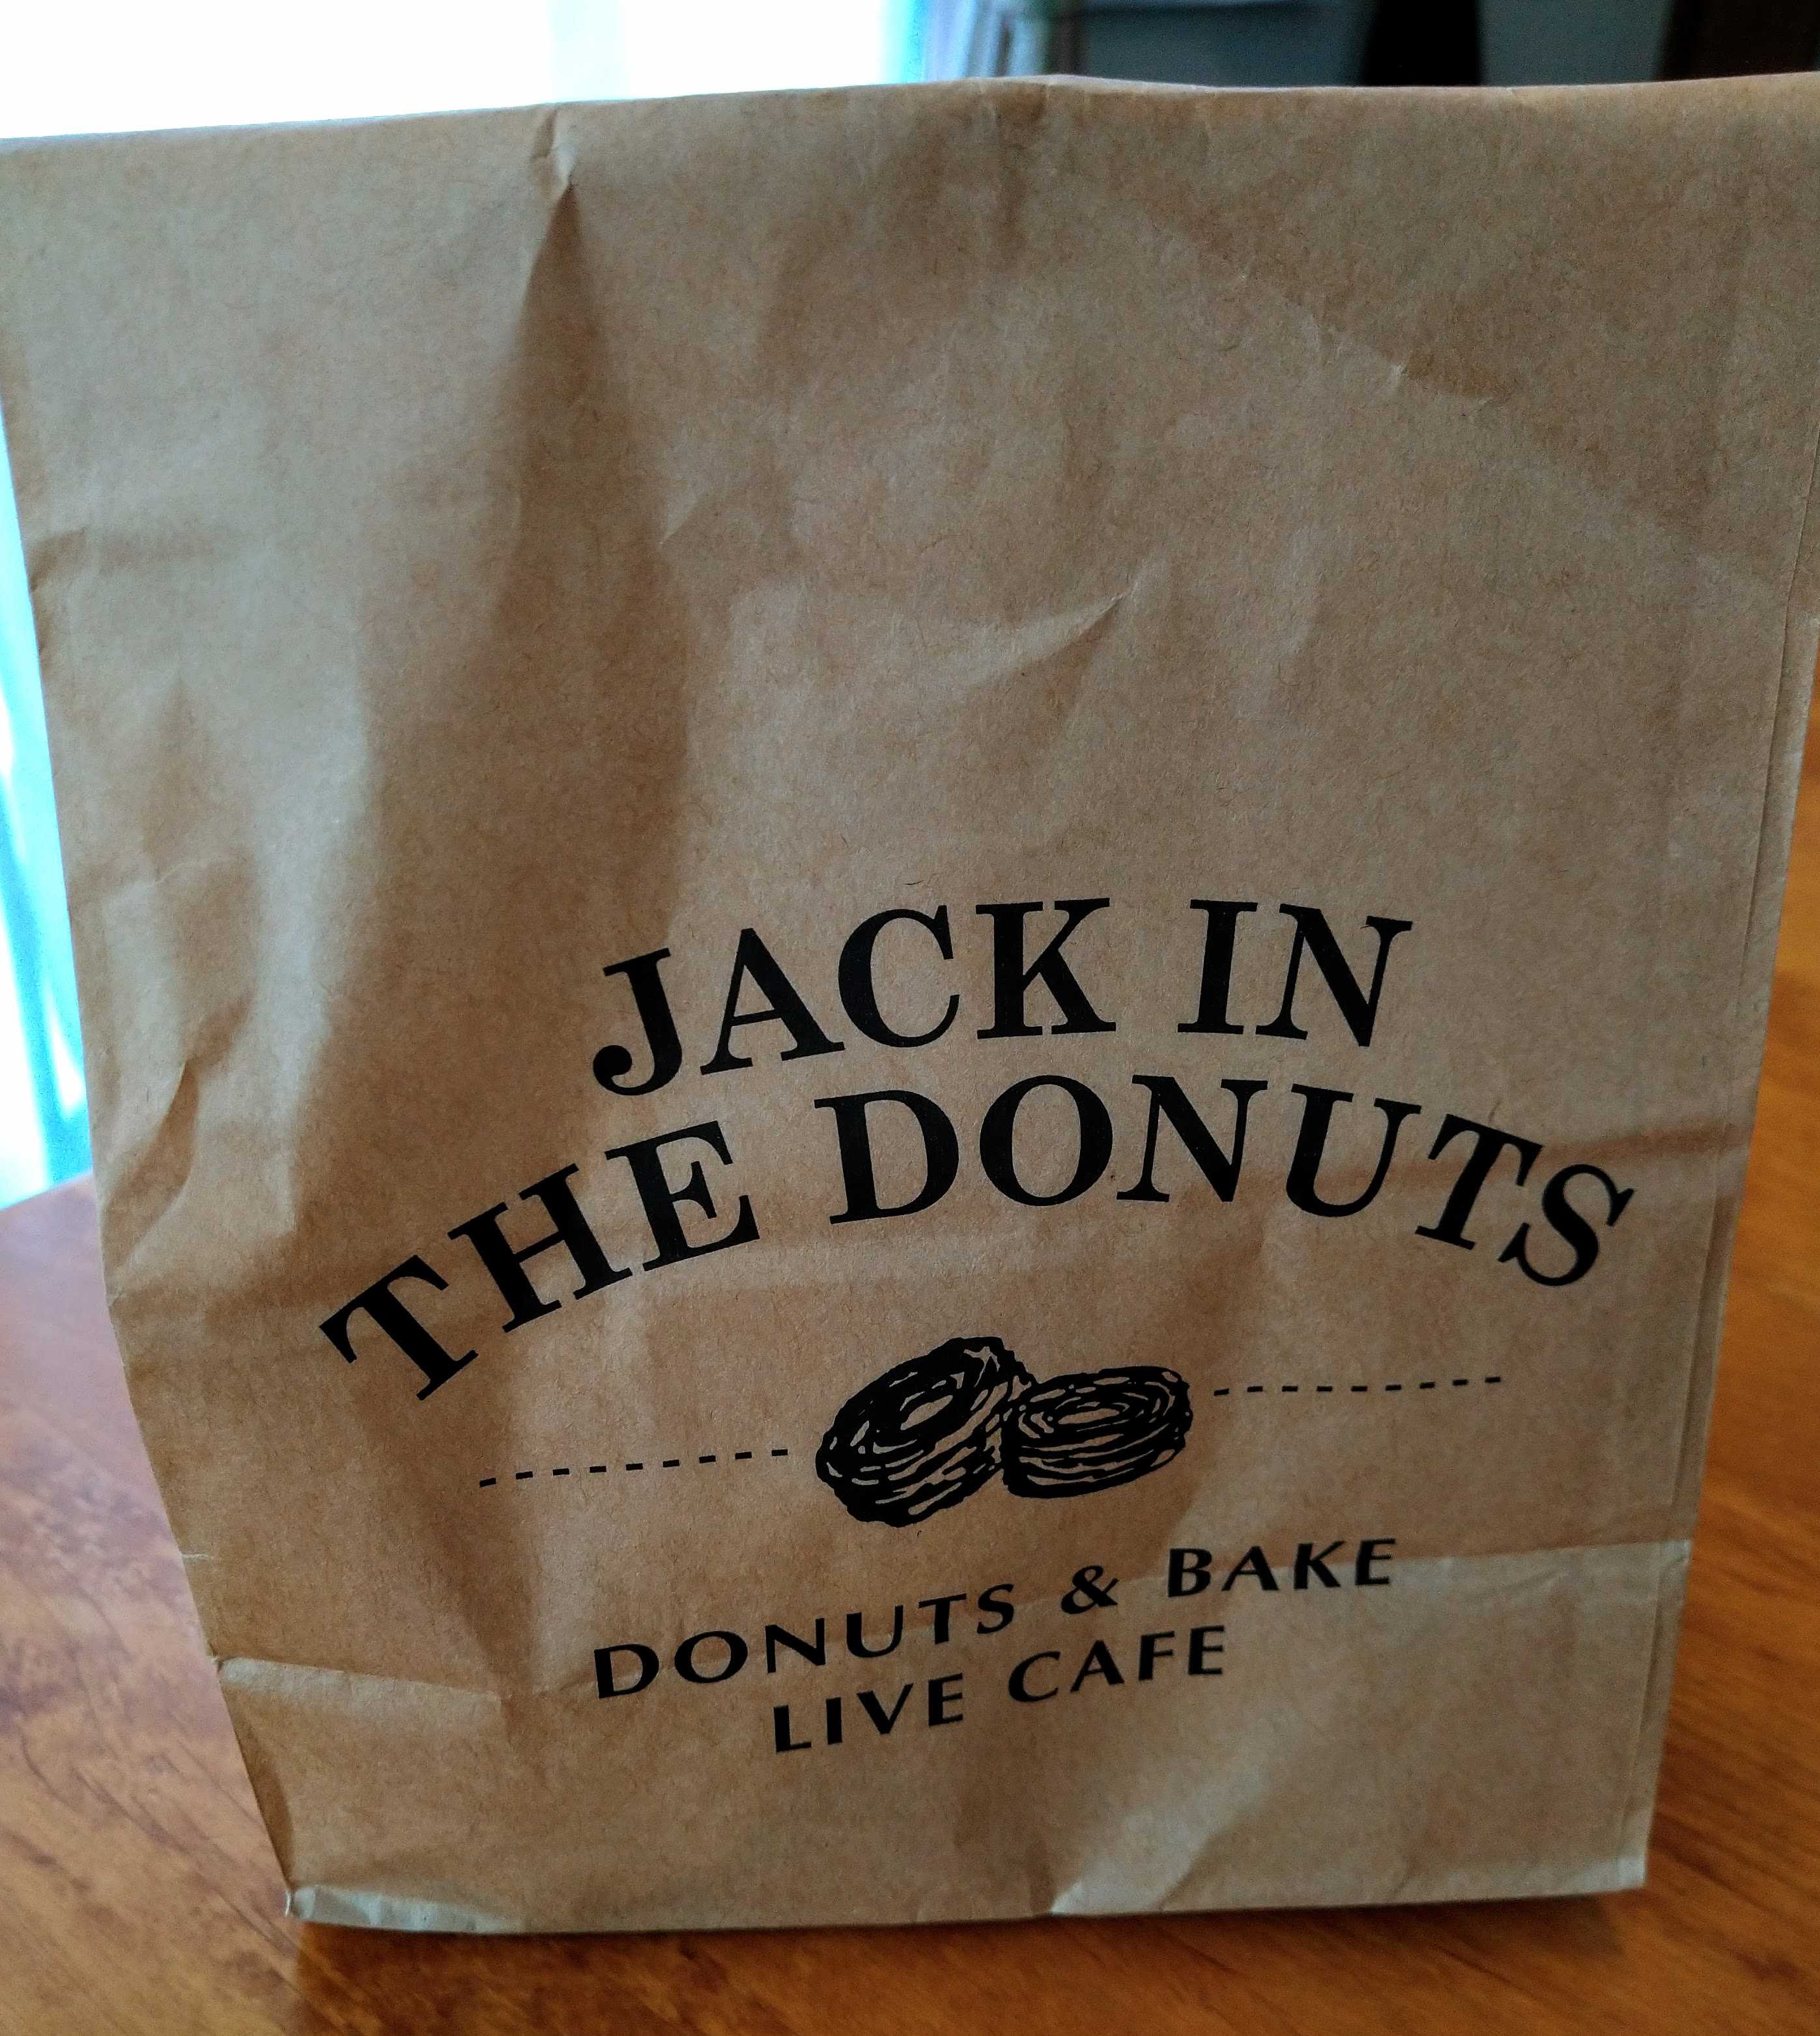 JACK IN
THE DONUTS
DONUTS & BAKE
LIVE CAFE